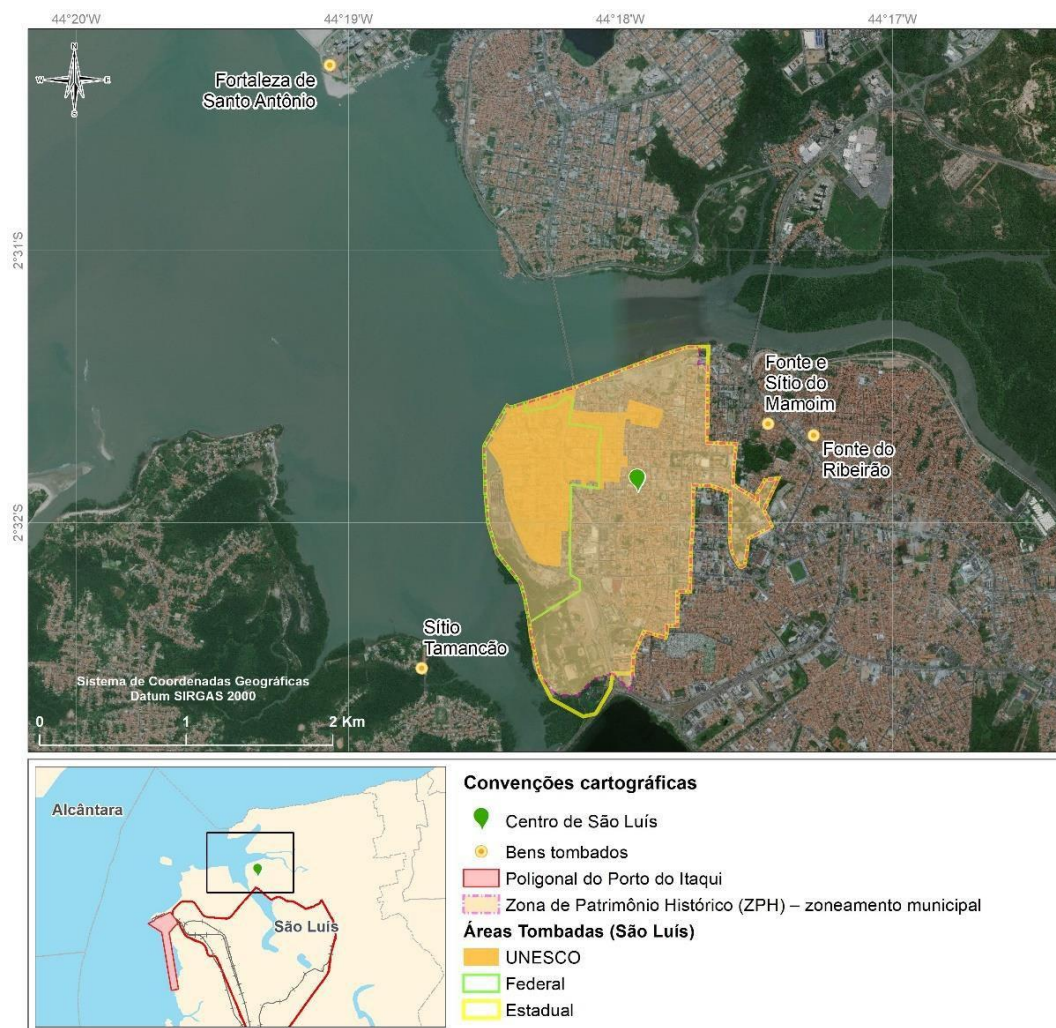 44°20'W
44°19'W
44°18'W
44°17'W
N
W
E
S
Fortaleza de
Santo Antônio
2°31'S
Fonte e
Sítio do
Mamoim
Fonte do
Ribeirão
2°32'S
Sítio
Tamancão
Sistema de Coordenadas Geográficas
Datum SIRGAS 2000
0 1 2 Km
Alcântara
São Luís
Convenções cartográficas
Centro de São Luís
Bens tombados
Poligonal do Porto do Itaqui
Zona de Patrimônio Histórico (ZPH) – zoneamento municipal
Áreas Tombadas (São Luís)
UNESCO
Federal
Estadual